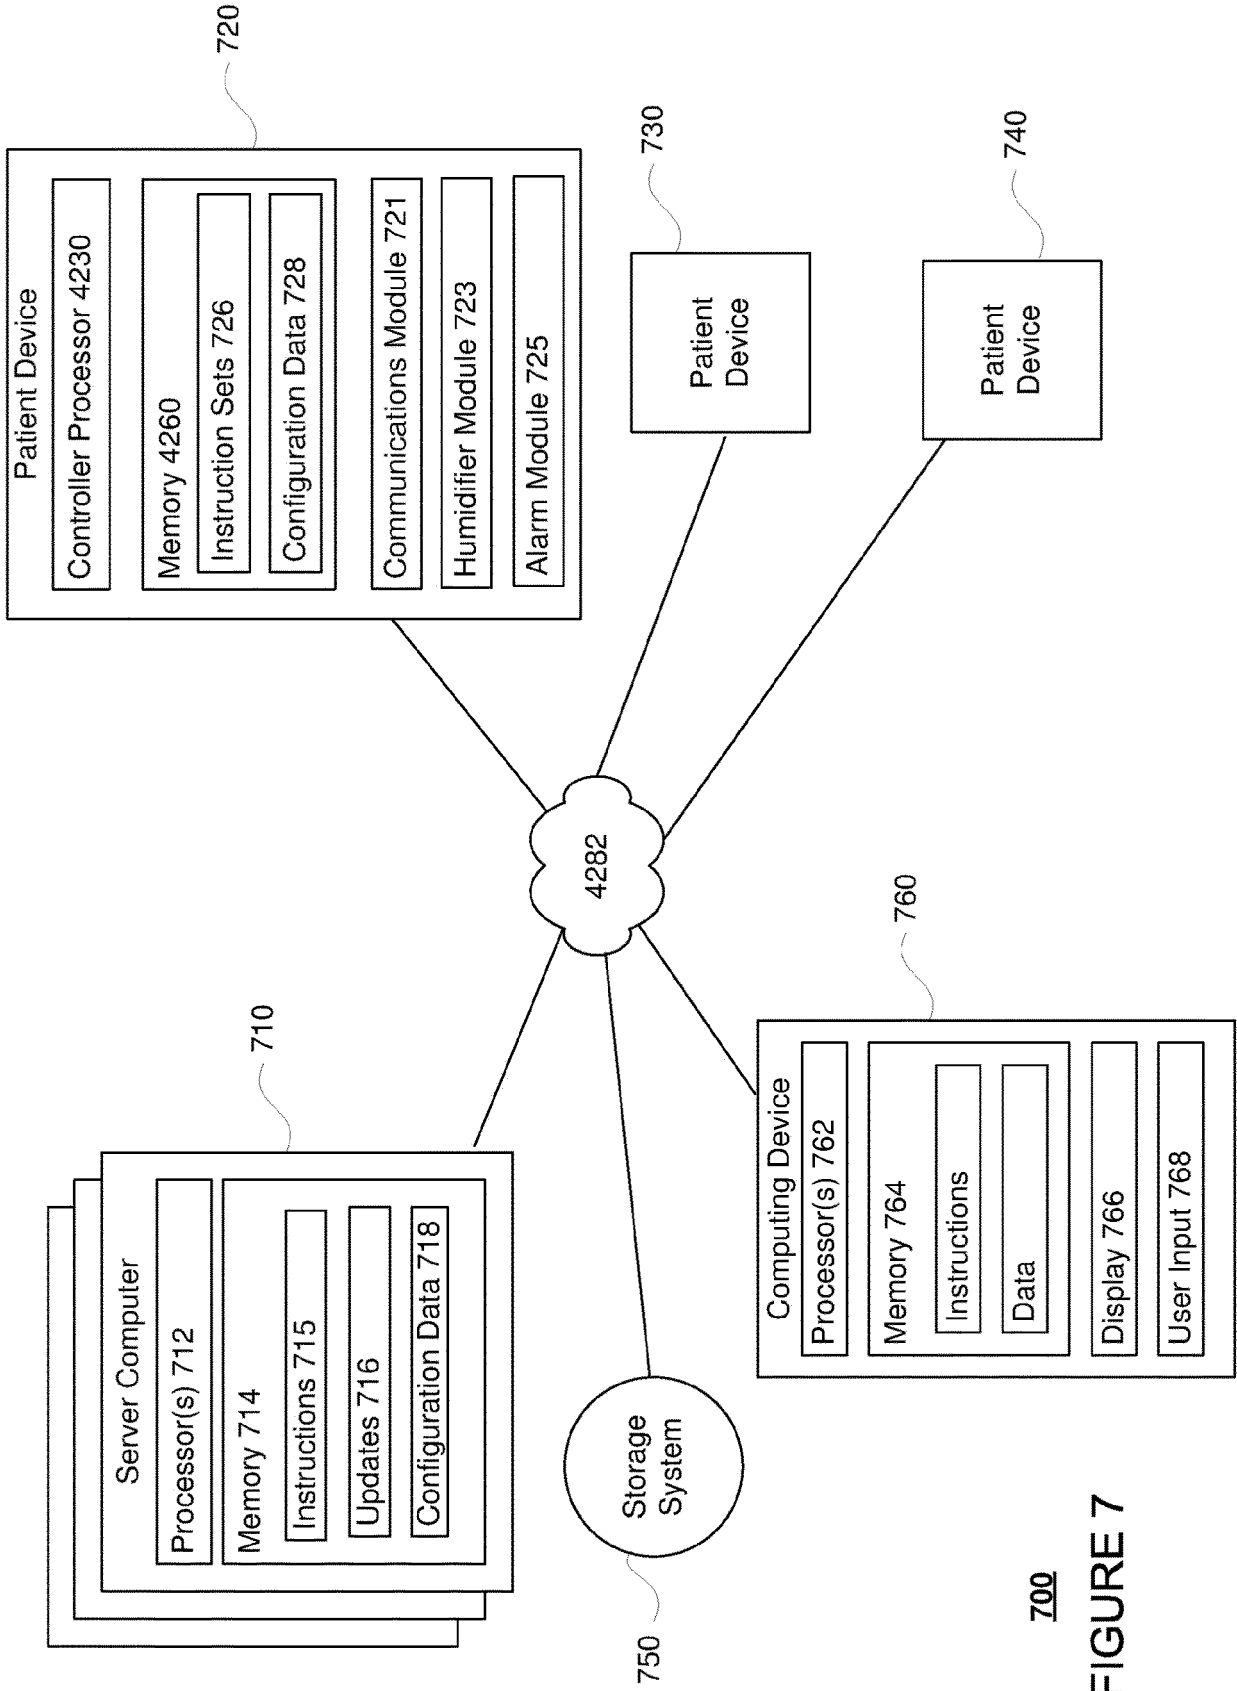 Server Computer
Processor(s) 712
Memory 714
Instructions 715
Updates 716
Configuration Data 718
710
Patient Device
Controller Processor 4230
Memory 4260
Instruction Sets 726
Configuration Data 728
Communications Module 721
Humidifier Module 723
Alarm Module 725
720
4282
Patient
Device
730
Patient
Device
740
Storage
System
750
Computing Device
Processor(s) 762
Memory 764
Instructions
Data
Display 766
User Input 768
760
700
FIGURE 7